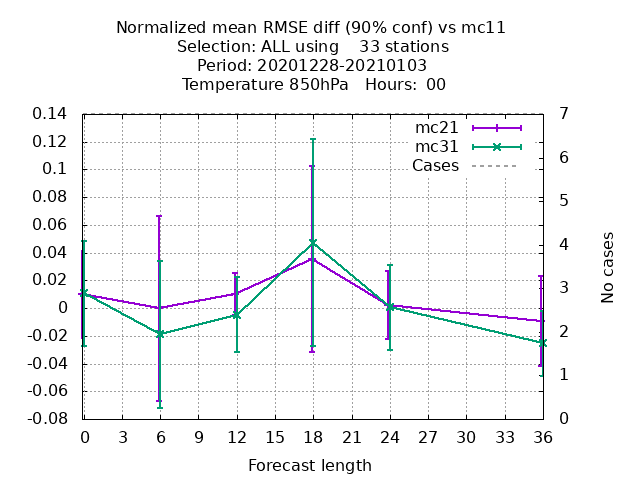 Normalized mean RMSE diff (90% conf) vs mc11
Selection: ALL using    33 stations
Period: 20201228-20210103
Temperature 850hPa   Hours:  00
mc21
mc31
Cases
0.14
0.12
0.1
0.08
0.06
0.04
0.02
0
-0.02
-0.04
-0.06
-0.08
7
6
5
4
3
2
1
0
No cases
0 3 6 9 12 15 18 21 24 27 30 33 36
Forecast length